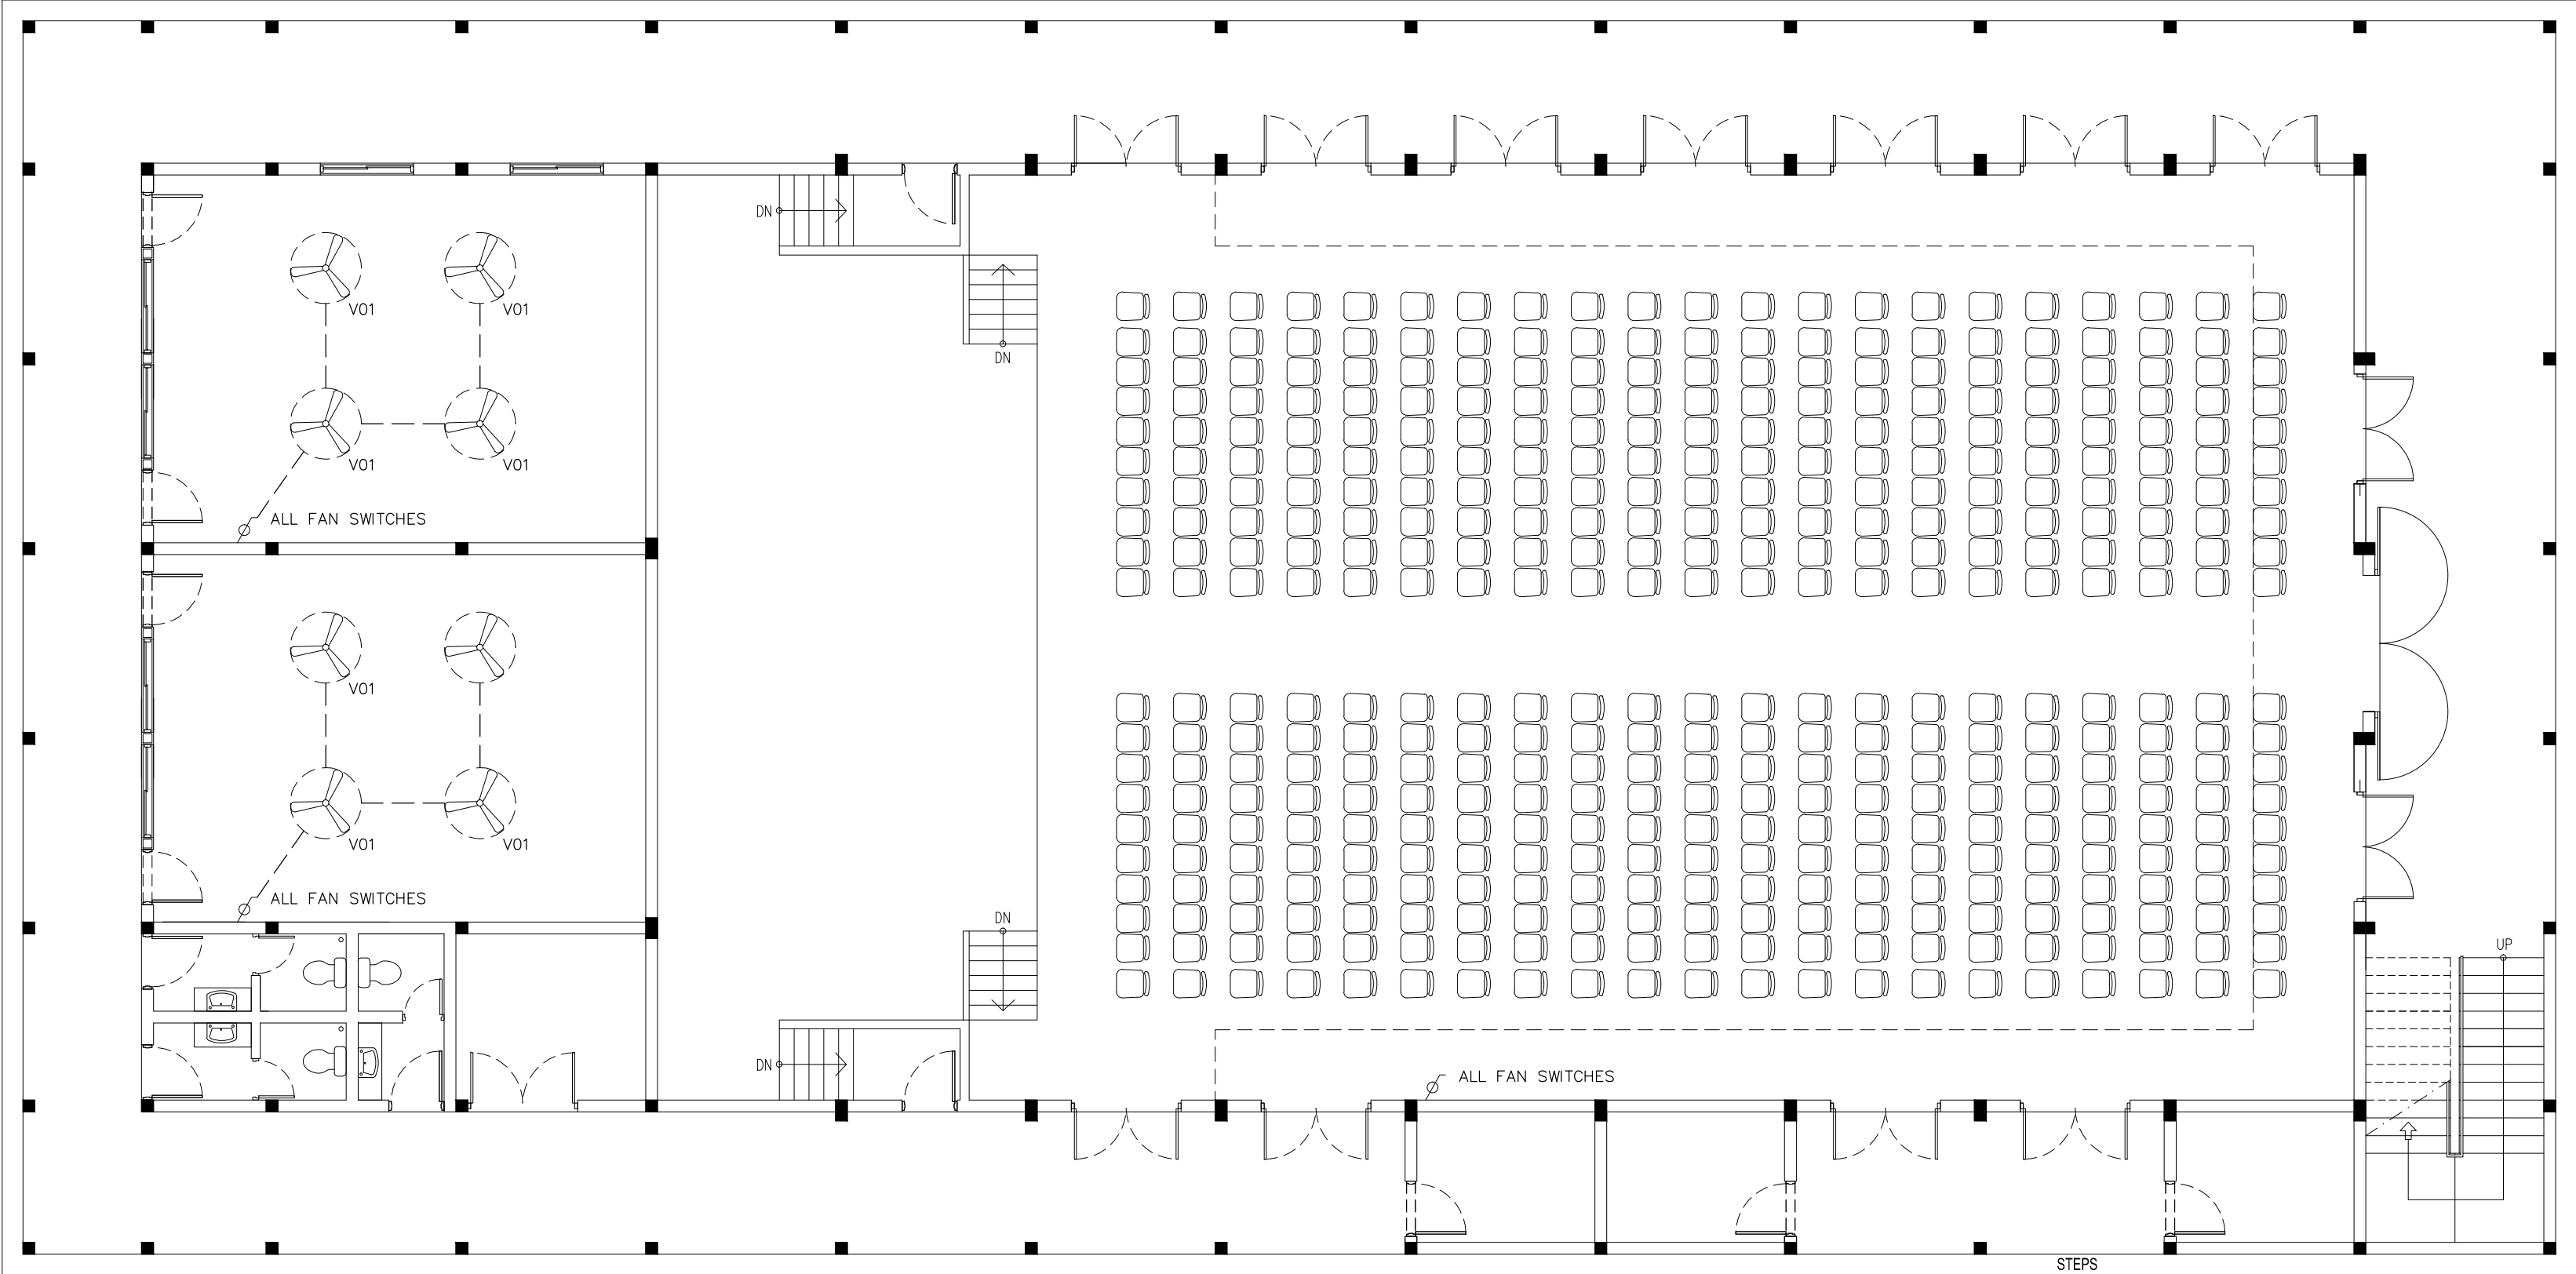 DN
V01
V01
DN
V01
V01
ALL FAN SWITCHES
V01
V01
V01
ALL FAN SWITCHES
DN
UP
DN
ALL FAN SWITCHES
STEPS